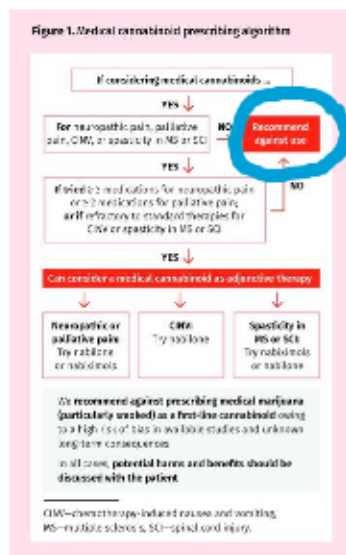 Figure 1. Medical cannabinoid prescribing algorithm
If considering medical cannabinoids ...
YES
For neuropathic pain, palliative
pain, CINV, or spasticity in MS or SCI
NO
Recommend
against use
YES
NO
If tried ≥ 3 medications for neuropathic pain
or ≥ 2 medications for palliative pain;
or if refractory to standard therapies for
CINV or spasticity in MS or SCI
YES
Can consider a medical cannabinoid as adjunctive therapy
Neuropathic or
palliative pain:
Try nabilone
or nabiximols
CINV:
Try nabilone
Spasticity in
MS or SCI:
Try nabiximols
or nabilone
We recommend against prescribing medical marijuana
(particularly smoked) as a first-line cannabinoid owing
to a high risk of bias in available studies and unknown
long-term consequences
In all cases, potential harms and benefits should be
discussed with the patient
CINV—chemotherapy-induced nausea and vomiting,
MS—multiple sclerosis, SCI—spinal cord injury.